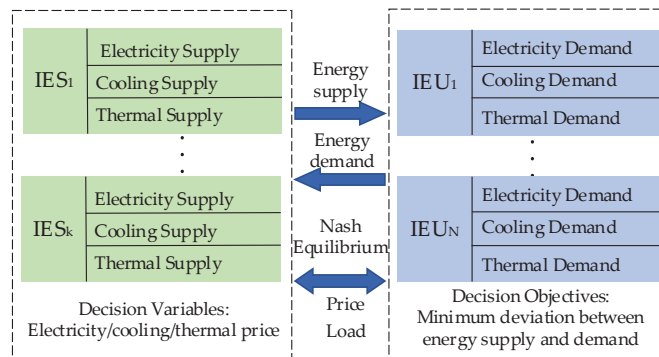 IES1
Electricity Supply
Cooling Supply
Thermal Supply
IESk
Electricity Supply
Cooling Supply
Thermal Supply
Decision Variables:
Electricity/cooling/thermal price
Energy
supply
Energy
demand
Nash
Equilibrium
Price
Load
IEU1
Electricity Demand
Cooling Demand
Thermal Demand
IEUN
Electricity Demand
Cooling Demand
Thermal Demand
Decision Objectives:
Minimum deviation between
energy supply and demand